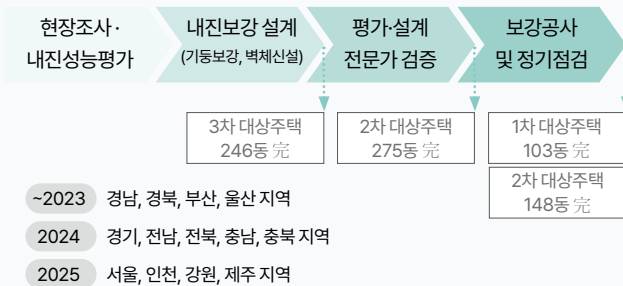 현장조사·
내진성능평가
내진보강 설계
(기둥보강, 벽체신설)
평가·설계
전문가 검증
보강공사
및 정기점검
3차 대상주택
246동 完
2차 대상주택
275동 完
1차 대상주택
103동 完
2차 대상주택
148동 完
~2023 경남, 경북, 부산, 울산 지역
2024 경기, 전남, 전북, 충남, 충북 지역
2025 서울, 인천, 강원, 제주 지역